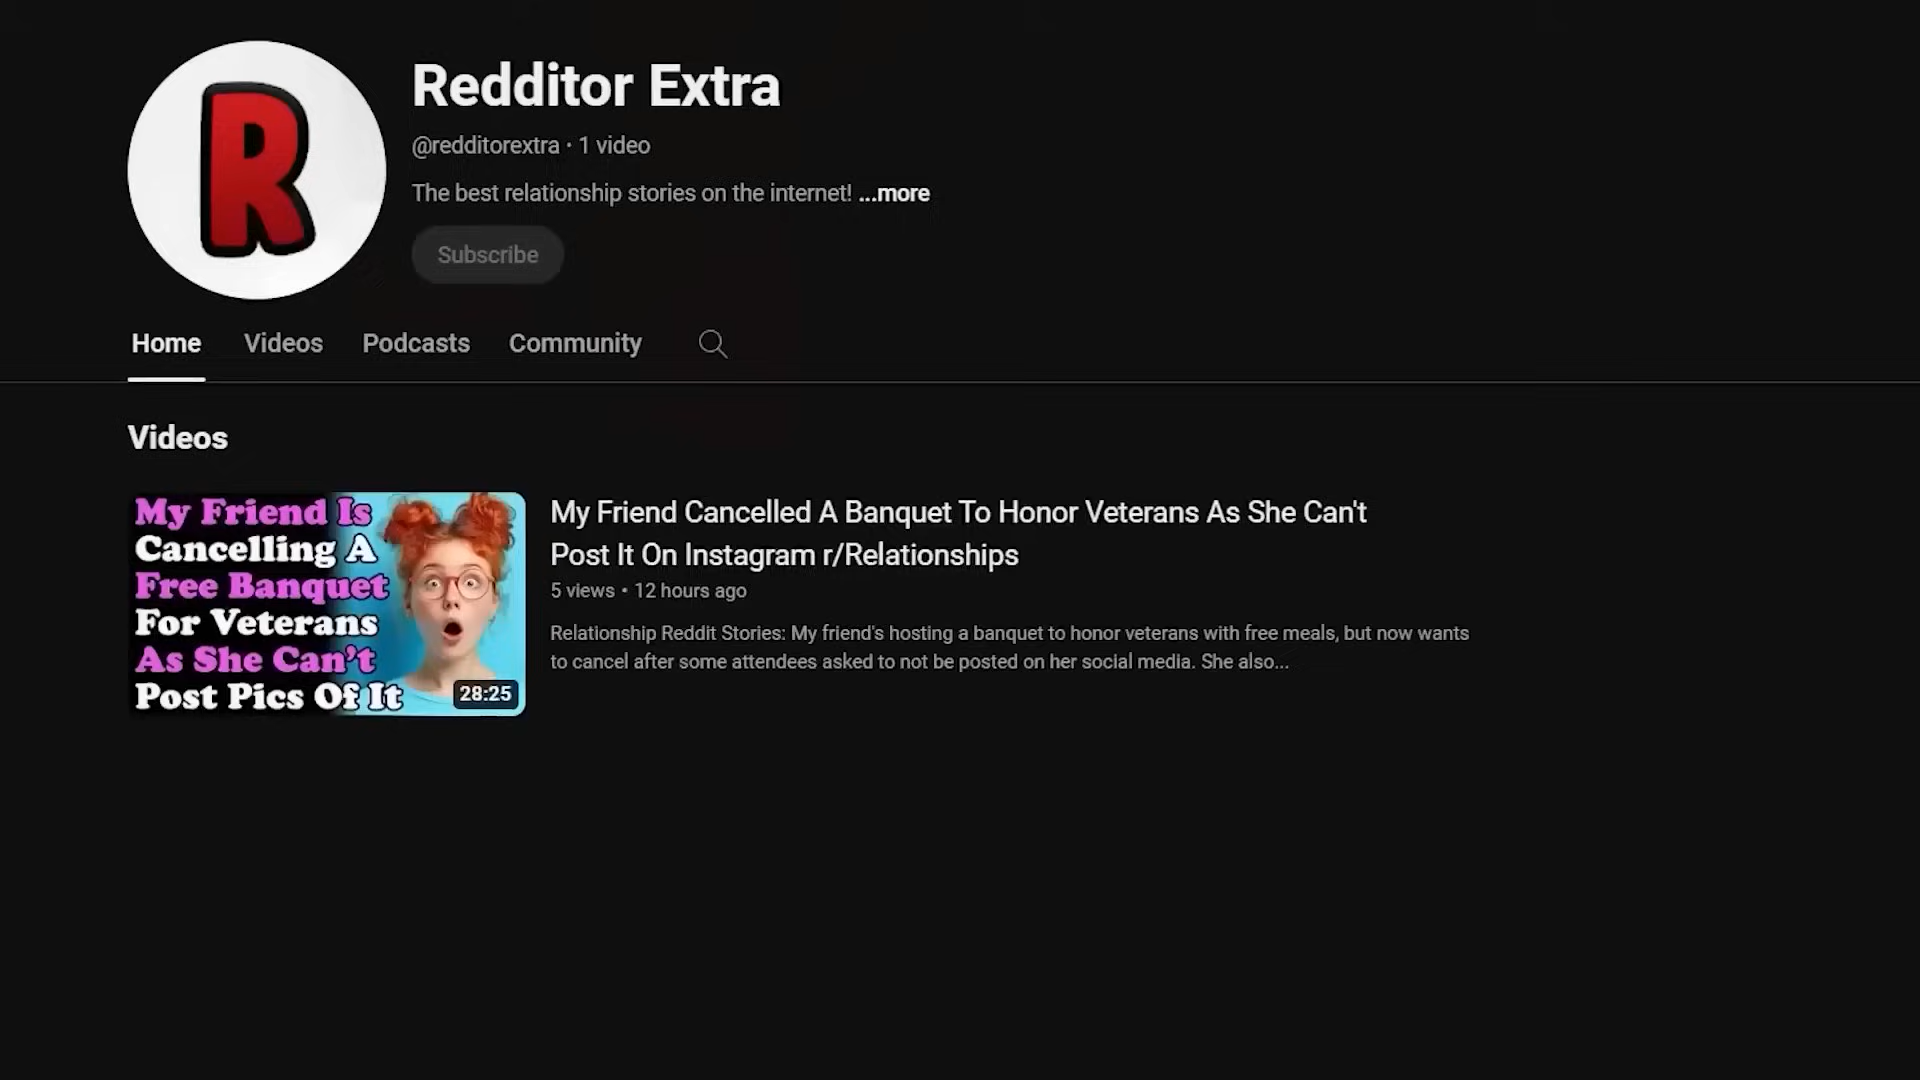 R
Redditor Extra
@redditorextra • 1 video
The best relationship stories on the internet! ...more
Subscribe
Home Videos Podcasts Community
Videos
My Friend Is
Cancelling A
Free Banquet
For Veterans
As She Can't
Post Pics Of It
28:25
My Friend Cancelled A Banquet To Honor Veterans As She Can't
Post It On Instagram r/Relationships
5 views • 12 hours ago
Relationship Reddit Stories: My friend's hosting a banquet to honor veterans with free meals, but now wants
to cancel after some attendees asked to not be posted on her social media. She also...